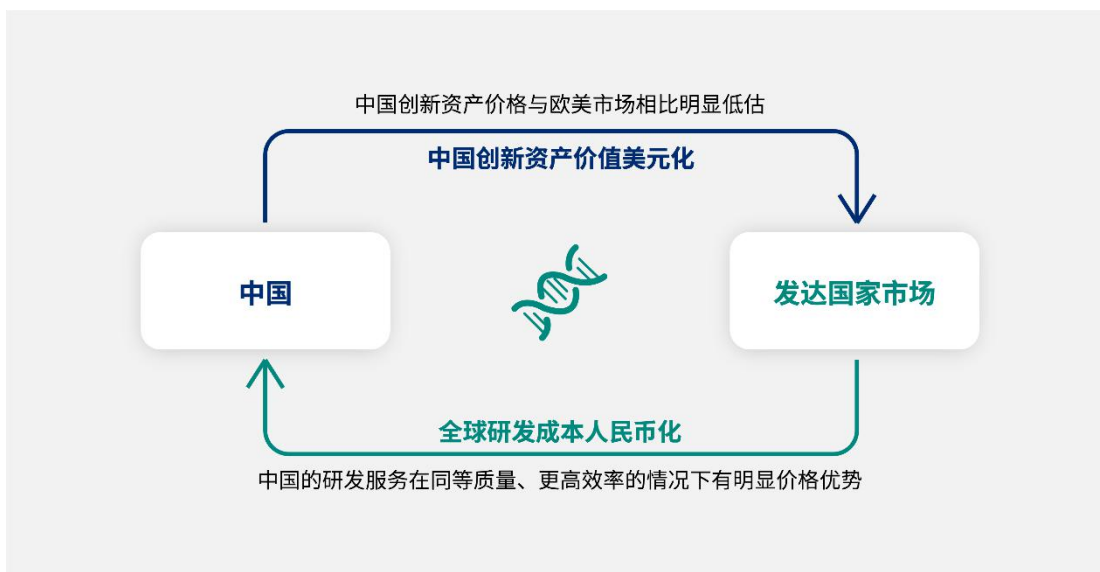 中国创新资产价格与欧美市场相比明显低估
中国创新资产价值美元化
中国
发达国家市场
全球研发成本人民币化
中国的研发服务在同等质量、更高效率的情况下有明显价格优势